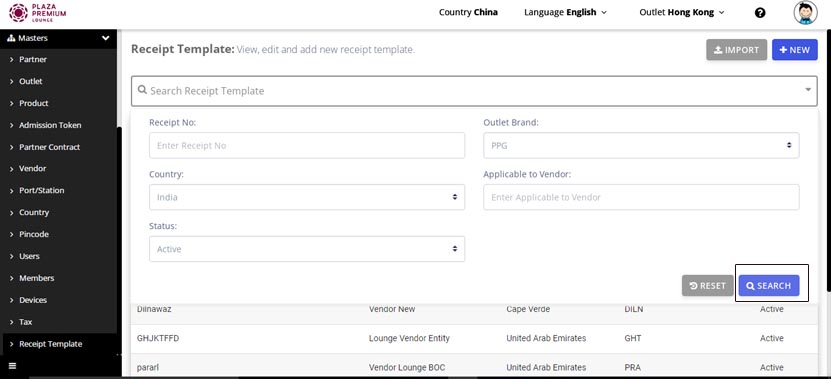 PLAZA
PREMIUM
LOUNGE
Country China
Language English
Outlet Hong Kong
Masters
Partner
Outlet
Product
Admission Token
Partner Contract
Vendor
Port/Station
Country
Pincode
Users
Members
Devices
Tax
Receipt Template
Receipt Template: View, edit and add new receipt template.
IMPORT
NEW
Search Receipt Template
Receipt No:
Outlet Brand:
Enter Receipt No
PPG
Country:
Applicable to Vendor:
India
Enter Applicable to Vendor
Status:
Active
RESET
SEARCH
Dilnawaz Vendor New Cape Verde DILN Active
GHJKTFFD Lounge Vendor Entity United Arab Emirates GHT Active
pararl Vendor Lounge BOC United Arab Emirates PRA Active